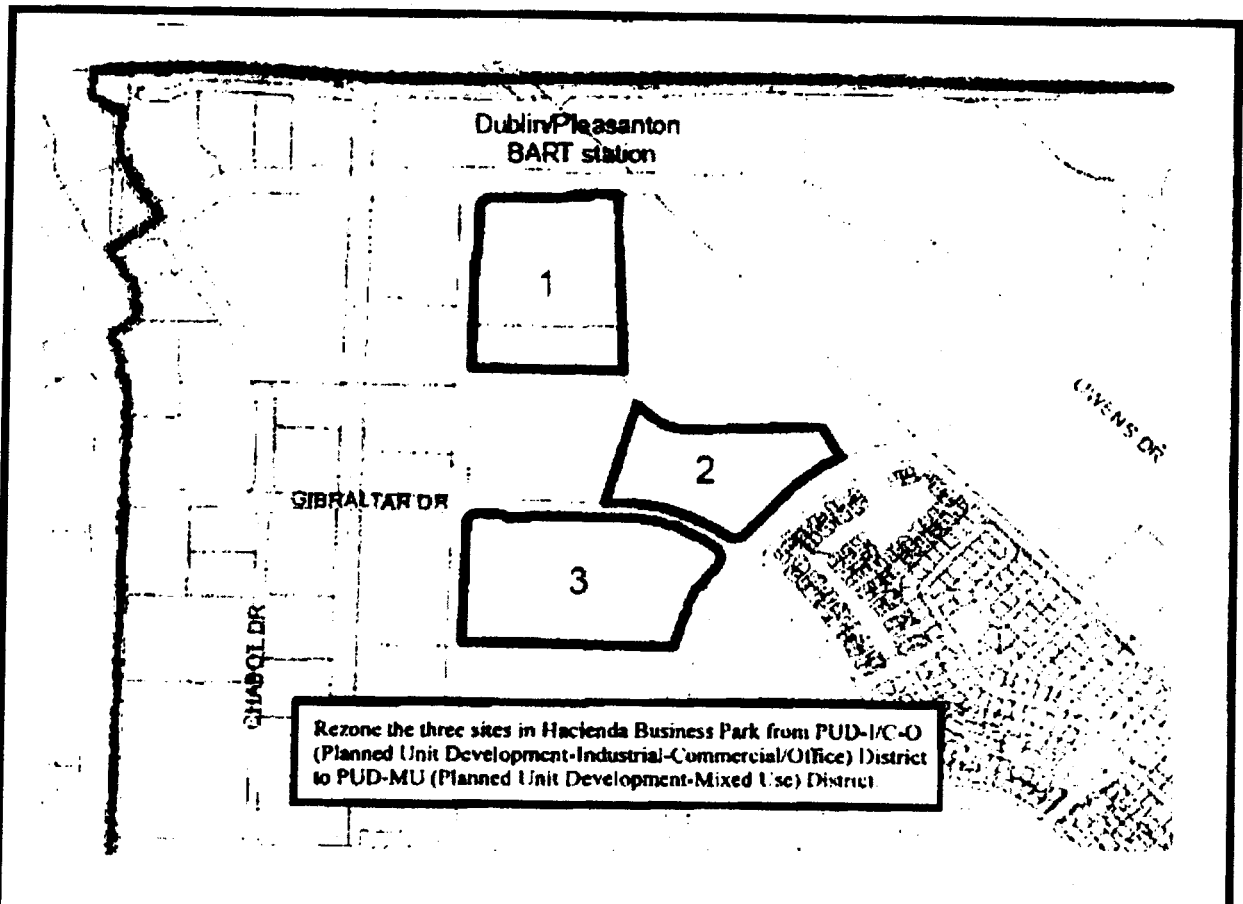 Dublin/Pleasanton
BART station
1
OWENS DR
2
GIBRALTAR DR
3
CHABOT DR
Rezone the three sites in Hacienda Business Park from PUD-I/C-O
(Planned Unit Development-Industrial-Commercial/Office) District
to PUD-MU (Planned Unit Development-Mixed Use) District